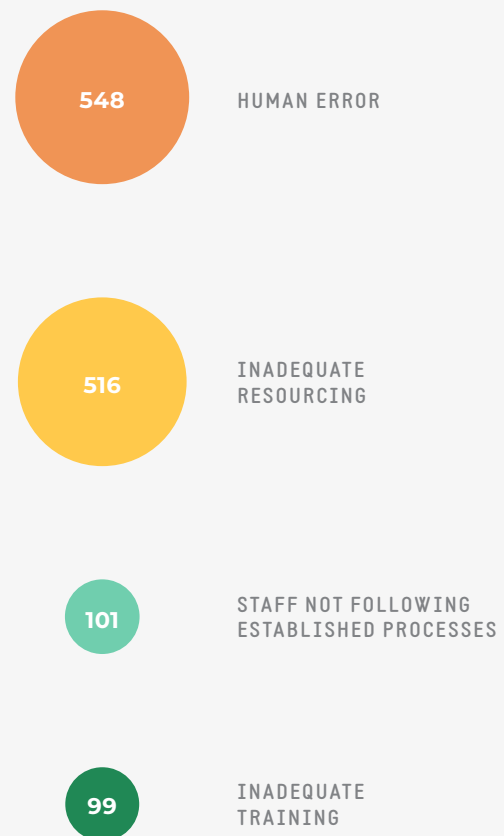 548
HUMAN ERROR
516
INADEQUATE
RESOURCING
101
STAFF NOT FOLLOWING
ESTABLISHED PROCESSES
99
INADEQUATE
TRAINING